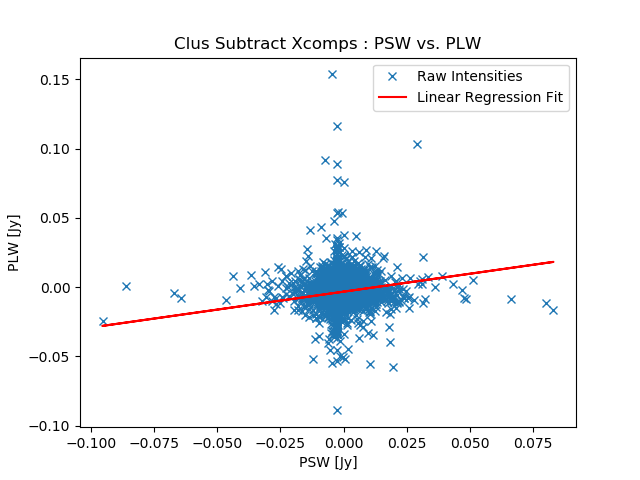 Clus Subtract Xcomps : PSW vs. PLW
Raw Intensities
Linear Regression Fit
0.15
0.10
0.05
0.00
−0.05
−0.10
PLW [Jy]
−0.100 −0.075 −0.050 −0.025 0.000 0.025 0.050 0.075
PSW [Jy]